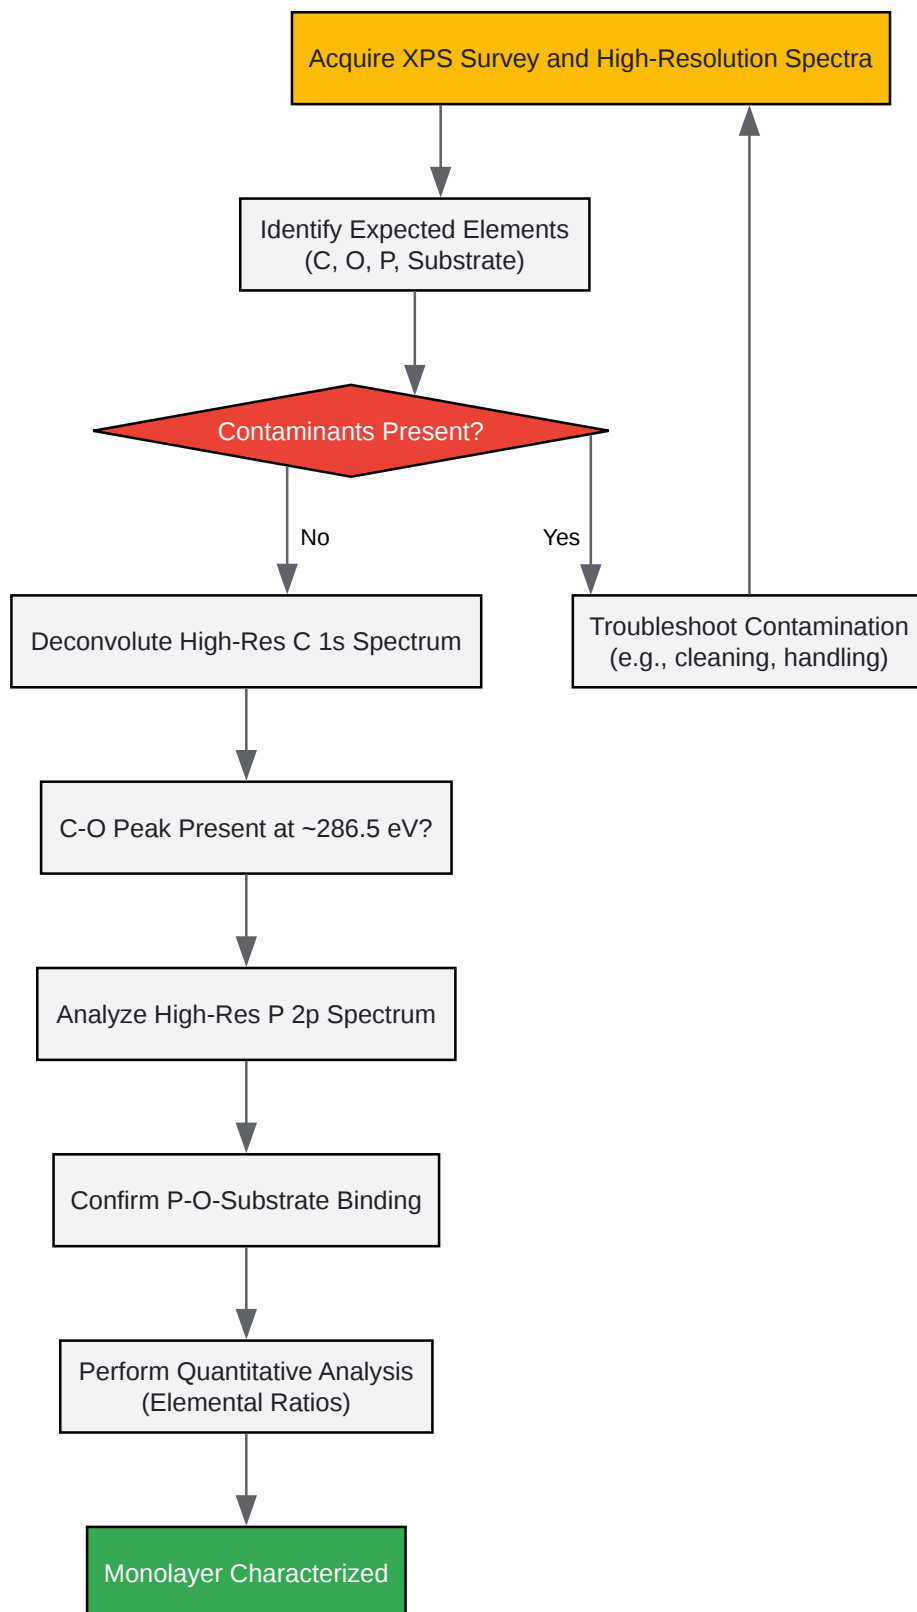 Acquire XPS Survey and High-Resolution Spectra
Identify Expected Elements
(C, O, P, Substrate)
Contaminants Present?
No
Yes
Deconvolute High-Res C 1s Spectrum
Troubleshoot Contamination
(e.g., cleaning, handling)
C-O Peak Present at ~286.5 eV?
Analyze High-Res P 2p Spectrum
Confirm P-O-Substrate Binding
Perform Quantitative Analysis
(Elemental Ratios)
Monolayer Characterized